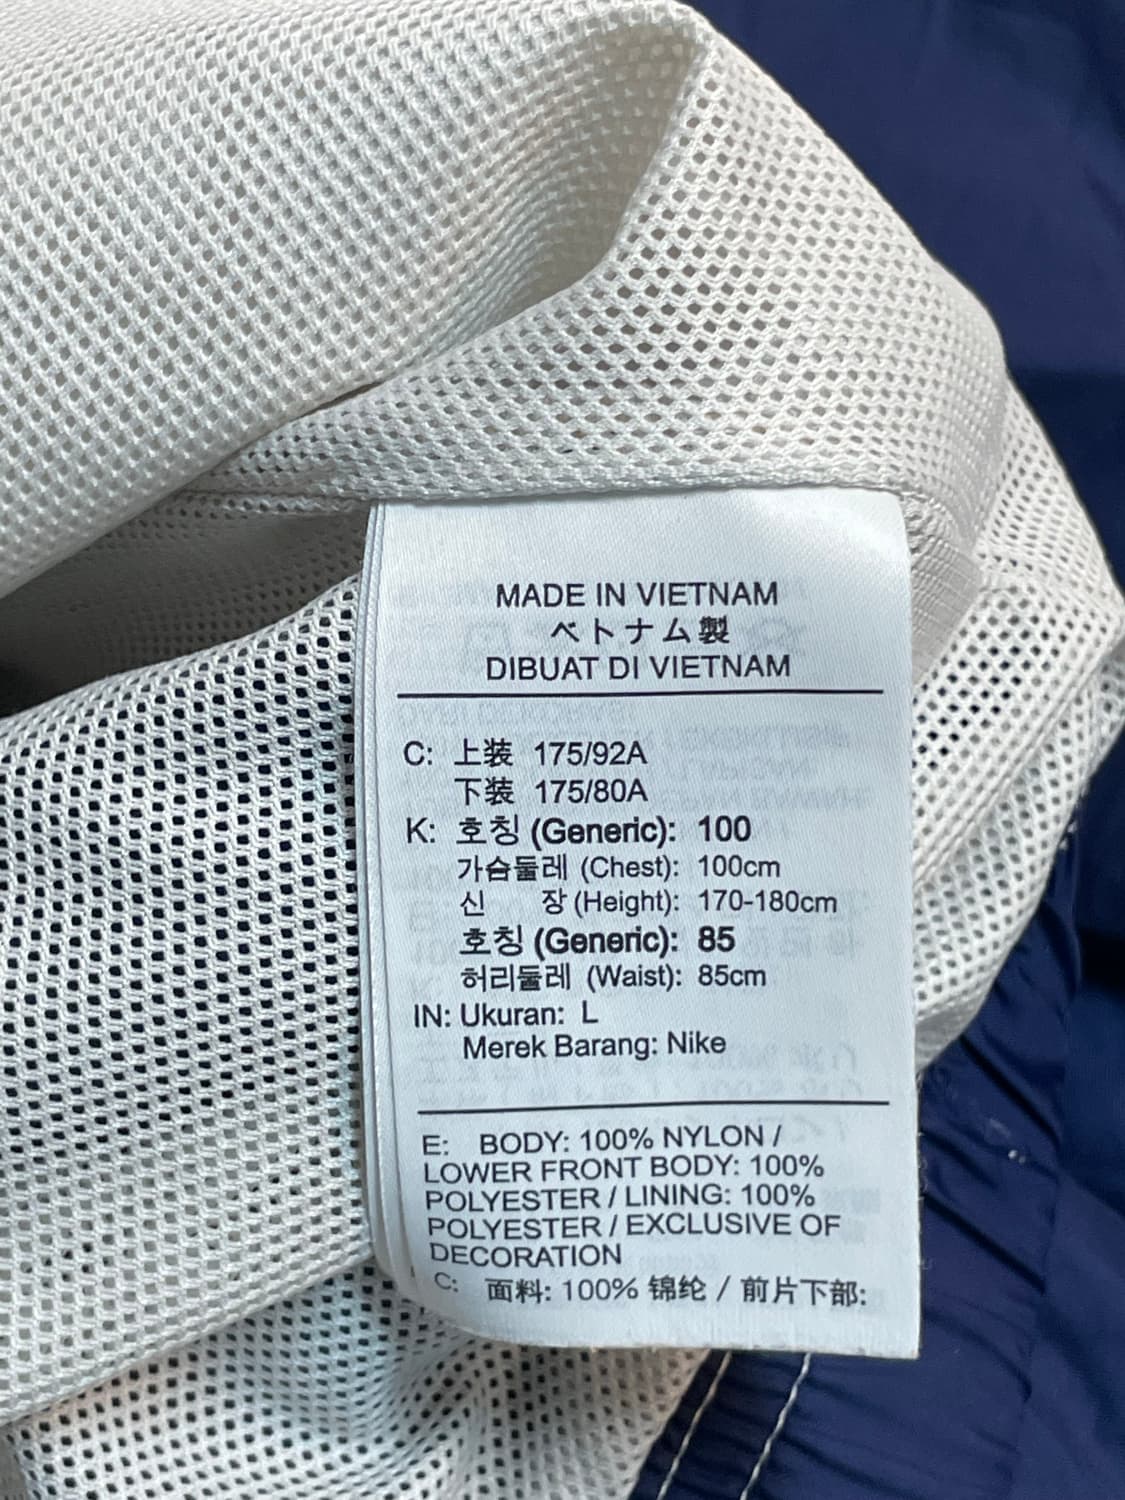 MADE IN VIETNAM
ベトナム製
DIBUAT DI VIETNAM
C: 上装 175/92A
下装 175/80A
K: 호칭 (Generic): 100
가슴둘레 (Chest): 100cm
신 장 (Height): 170-180cm
호칭 (Generic): 85
허리둘레 (Waist): 85cm
IN: Ukuran: L
Merek Barang: Nike
E: BODY: 100% NYLON /
LOWER FRONT BODY: 100%
POLYESTER / LINING: 100%
POLYESTER / EXCLUSIVE OF
DECORATION
C: 面料: 100% 锦纶 / 前片下部: